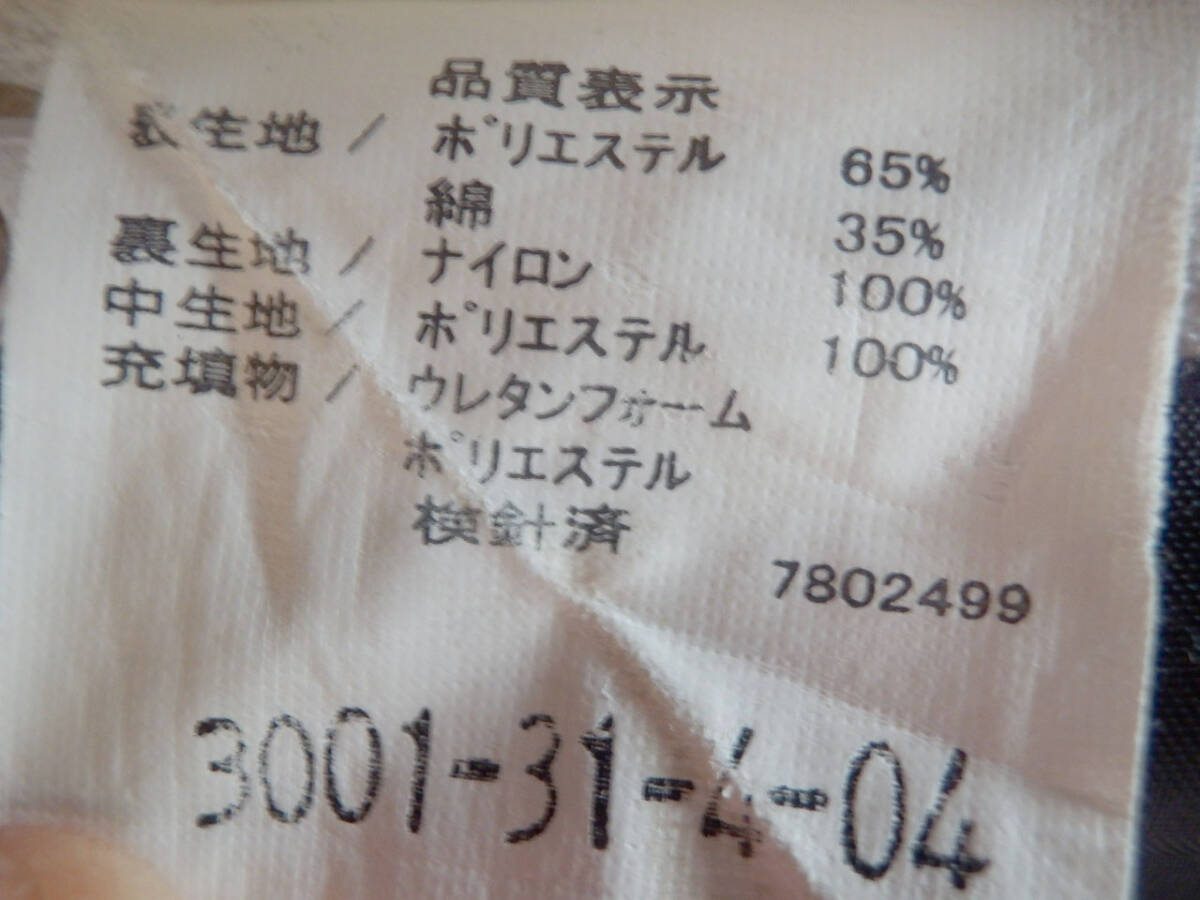 品質表示
表生地 / ポリエステル 65%
綿 35%
裏生地 / ナイロン 100%
中生地 / ポリエステル 100%
充填物 / ウレタンフォーム
ポリエステル
検針済
7802499
3001-31-4-04